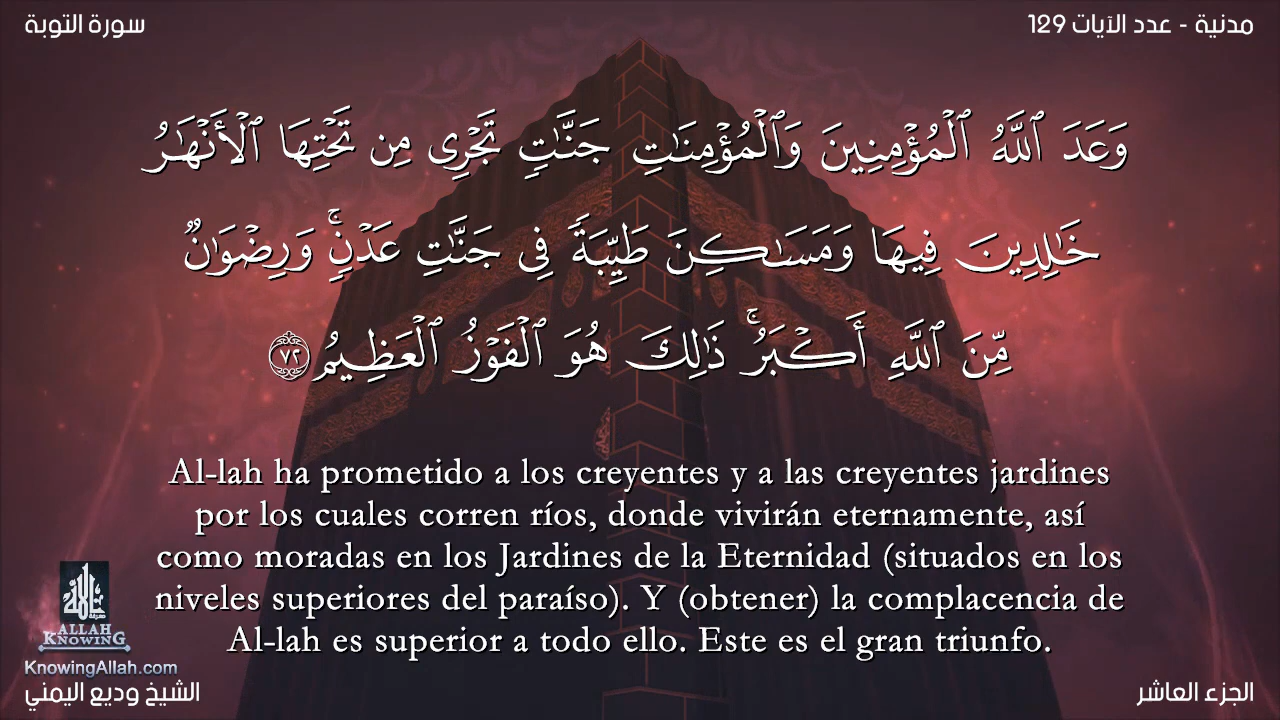 مدنية - عدد الآيات 129
سورة التوبة
وَعَدَ ٱللَّهُ ٱلْمُؤْمِنِينَ وَٱلْمُؤْمِنَـٰتِ جَنَّـٰتٍ تَجْرِى مِن تَحْتِهَا ٱلْأَنْهَـٰرُ
خَـٰلِدِينَ فِيهَا وَمَسَـٰكِنَ طَيِّبَةً فِى جَنَّـٰتِ عَدْنٍ ۚ وَرِضْوَٰنٌ
مِّنَ ٱللَّهِ أَكْبَرُ ۚ ذَٰلِكَ هُوَ ٱلْفَوْزُ ٱلْعَظِيمُ ٧٢
Al-lah ha prometido a los creyentes y a las creyentes jardines
por los cuales corren ríos, donde vivirán eternamente, así
como moradas en los Jardines de la Eternidad (situados en los
niveles superiores del paraíso). Y (obtener) la complacencia de
Al-lah es superior a todo ello. Este es el gran triunfo.
ALLAH
KNOWING
KnowingAllah.com
الجزء العاشر
الشيخ وديع اليمني